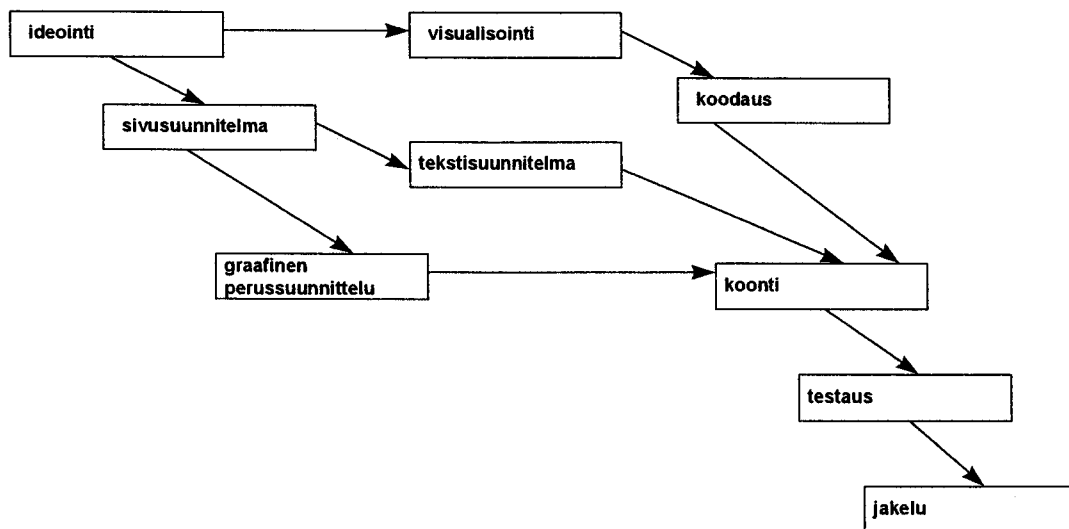 ideointi
visualisointi
koodaus
sivusuunnitelma
tekstisuunnitelma
graafinen
perussuunnittelu
koonti
testaus
jakelu